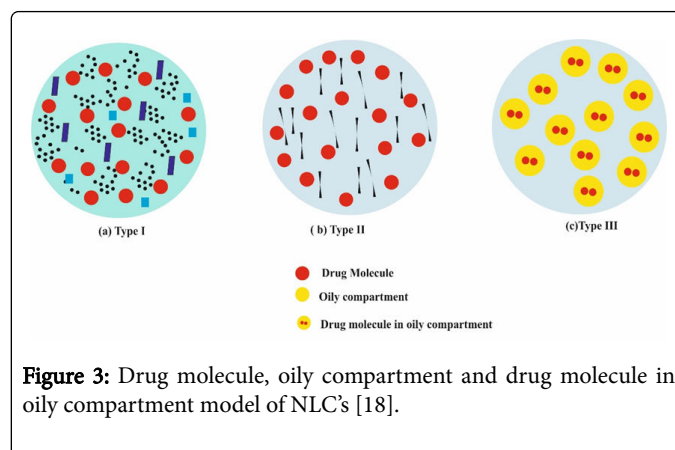 (a) Type I
( b) Type II
(c)Type III
Drug Molecule
Oily compartment
Drug molecule in oily compartment
Figure 3: Drug molecule, oily compartment and drug molecule in
oily compartment model of NLC's [18].